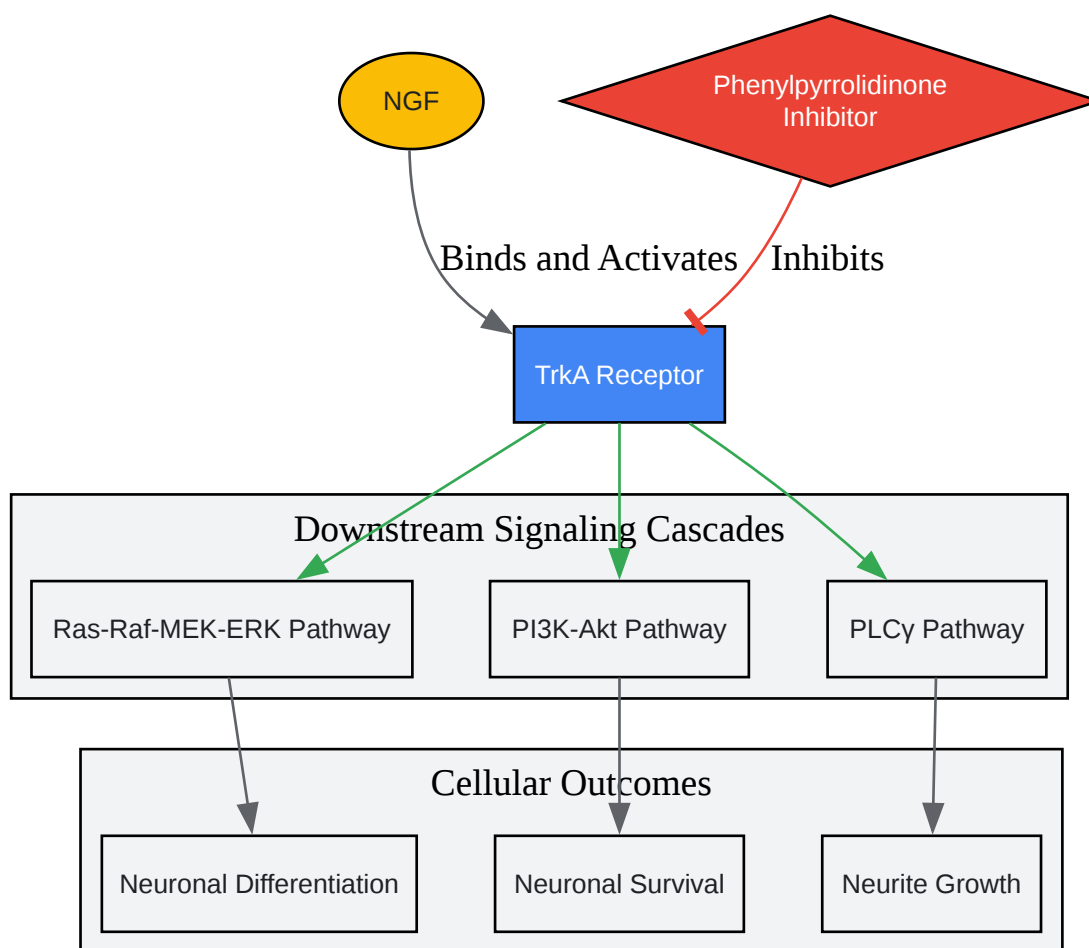 NGF
Phenylpyrrolidinone
Inhibitor
Binds and Activates
Inhibits
TrkA Receptor
Downstream Signaling Cascades
Ras-Raf-MEK-ERK Pathway
PI3K-Akt Pathway
PLCγ Pathway
Cellular Outcomes
Neuronal Differentiation
Neuronal Survival
Neurite Growth